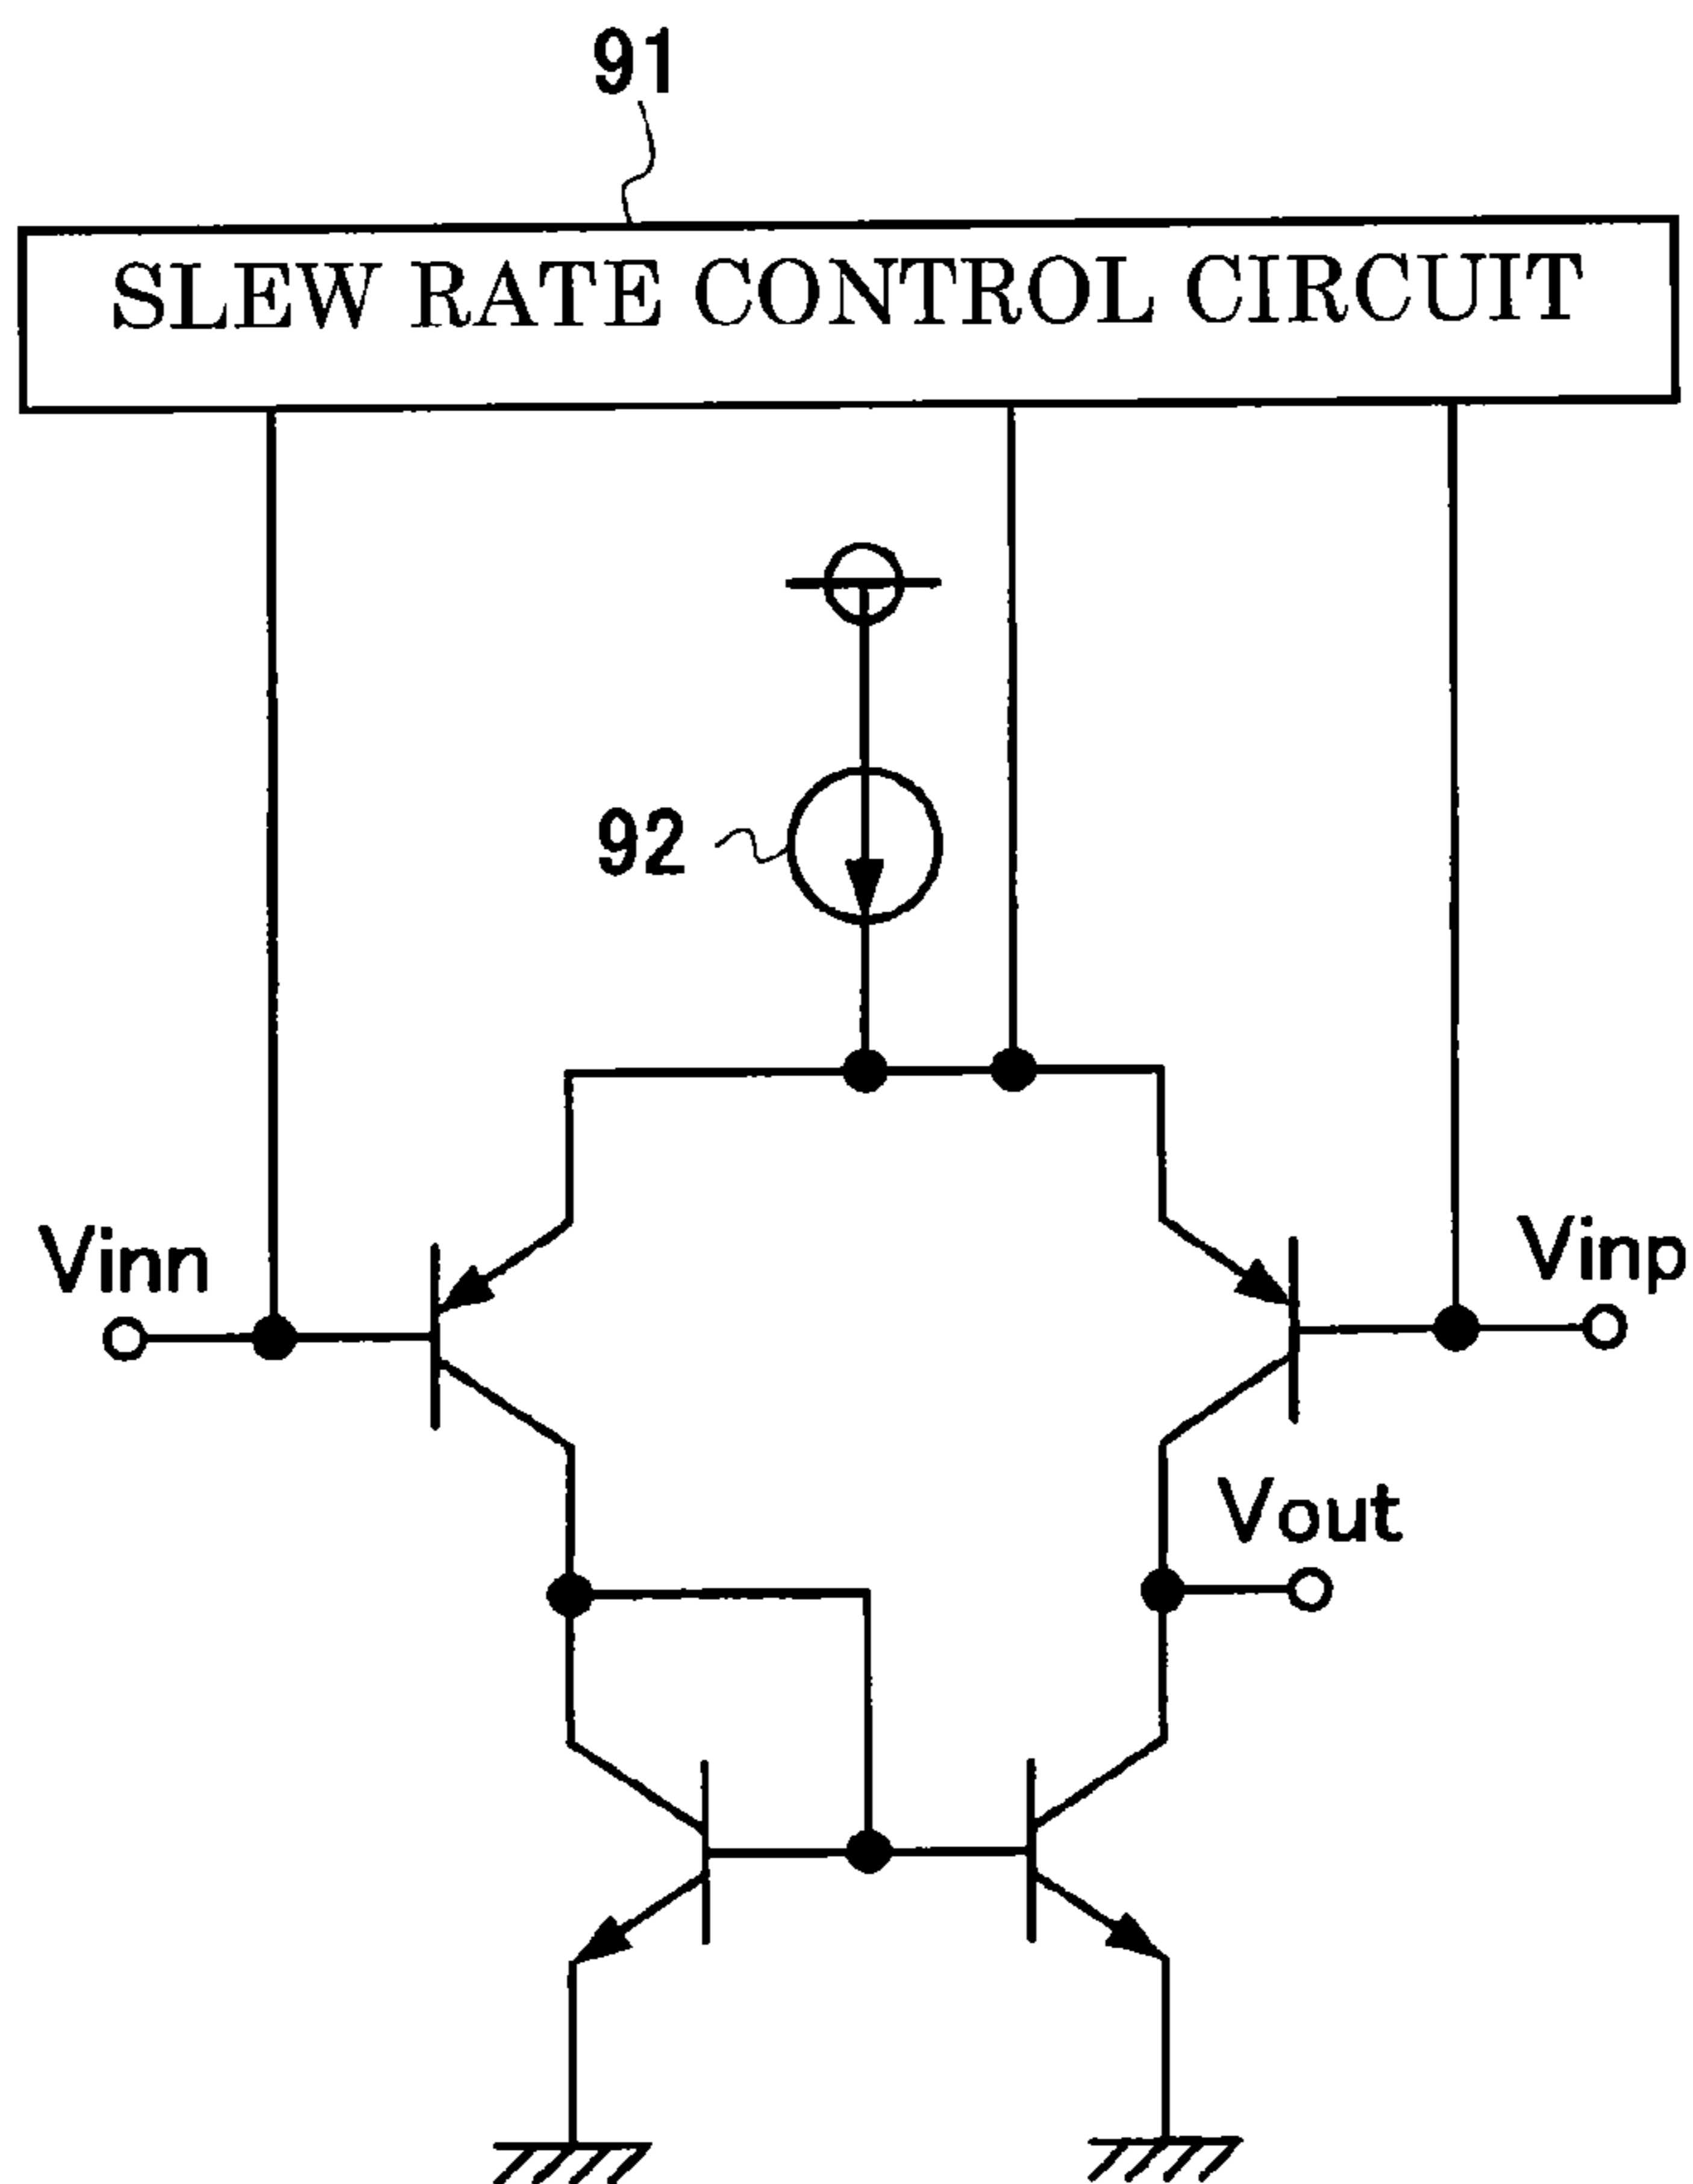 91
SLEW RATE CONTROL CIRCUIT
92
Vinn
Vinp
Vout